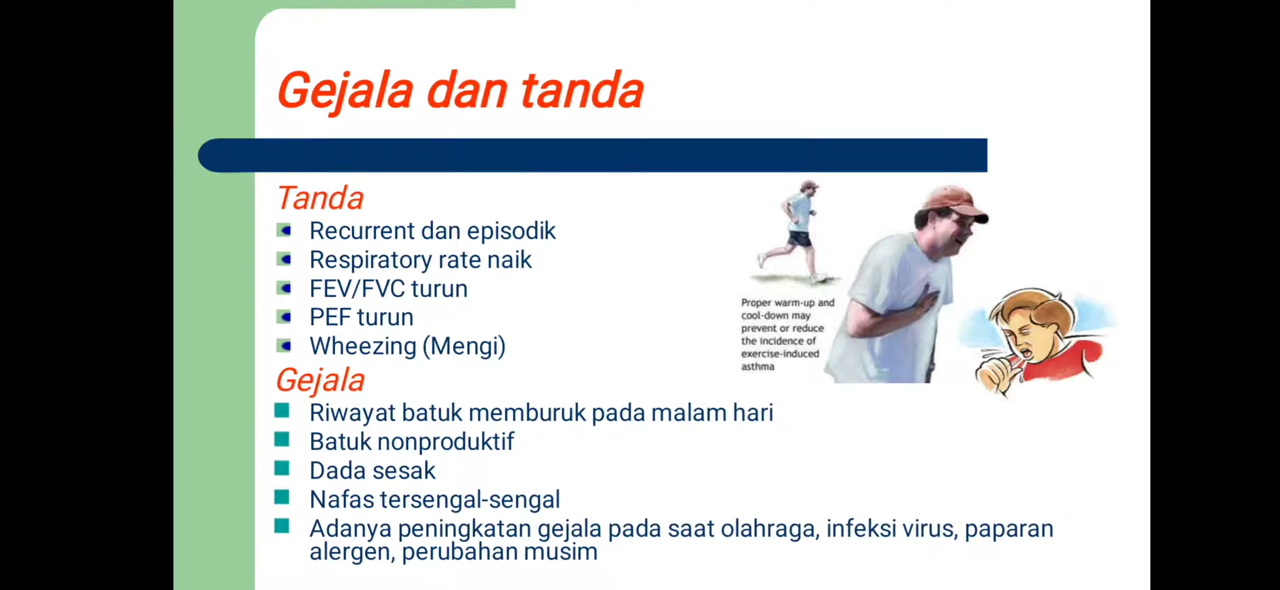 Gejala dan tanda
Tanda
Recurrent dan episodik
Respiratory rate naik
FEV/FVC turun
PEF turun
Wheezing (Mengi)
Proper warm-up and
cool-down may
prevent or reduce
the incidence of
exercise-induced
asthma
Gejala
Riwayat batuk memburuk pada malam hari
Batuk nonproduktif
Dada sesak
Nafas tersengal-sengal
Adanya peningkatan gejala pada saat olahraga, infeksi virus, paparan
alergen, perubahan musim